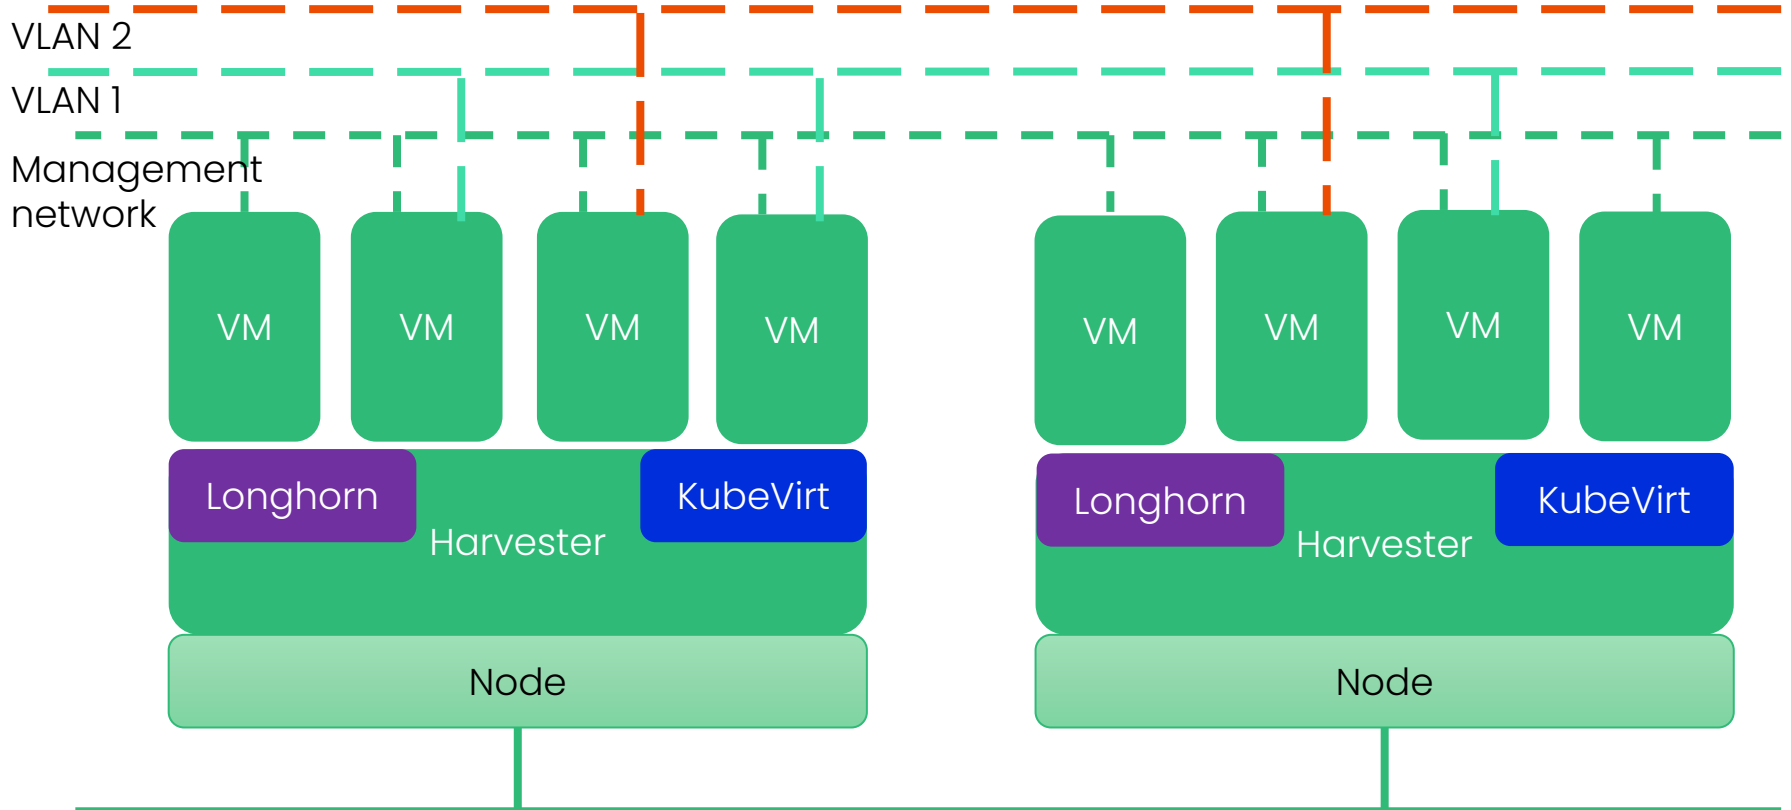 VLAN 2
VLAN 1
Management
network
VM
VM
VM
VM
VM
VM
VM
VM
Longhorn
KubeVirt
Harvester
Longhorn
KubeVirt
Harvester
Node
Node